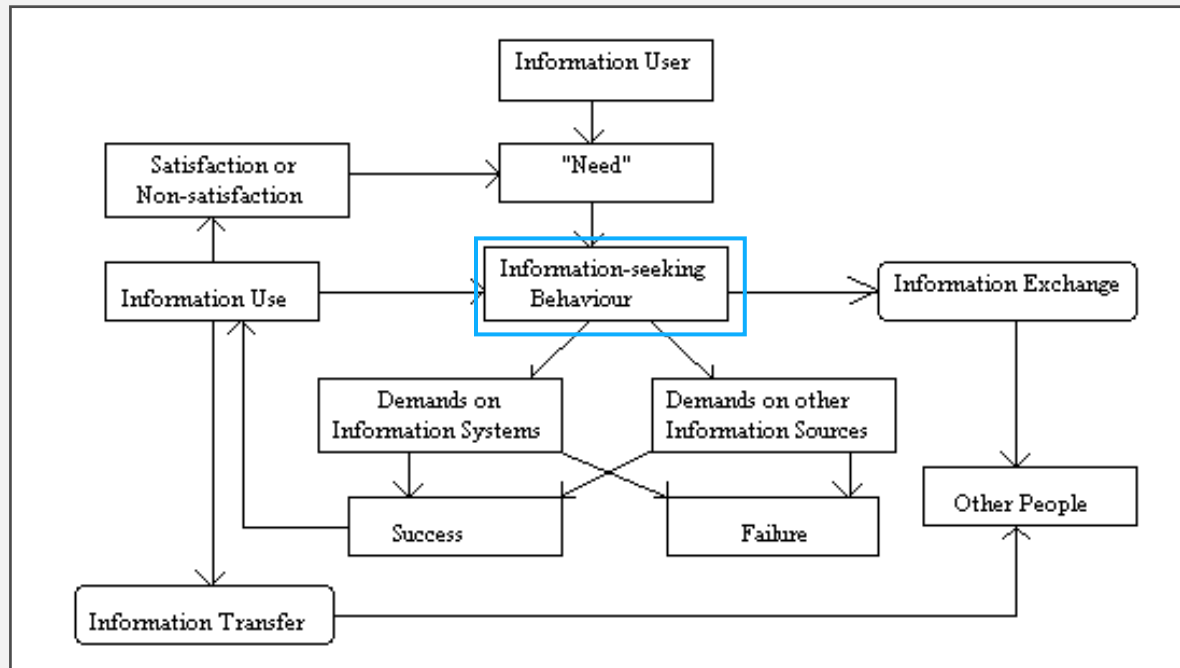 Information User
Satisfaction or
Non-satisfaction
"Need"
Information Use
Information-seeking
Behaviour
Information Exchange
Demands on
Information Systems
Demands on other
Information Sources
Success
Failure
Other People
Information Transfer